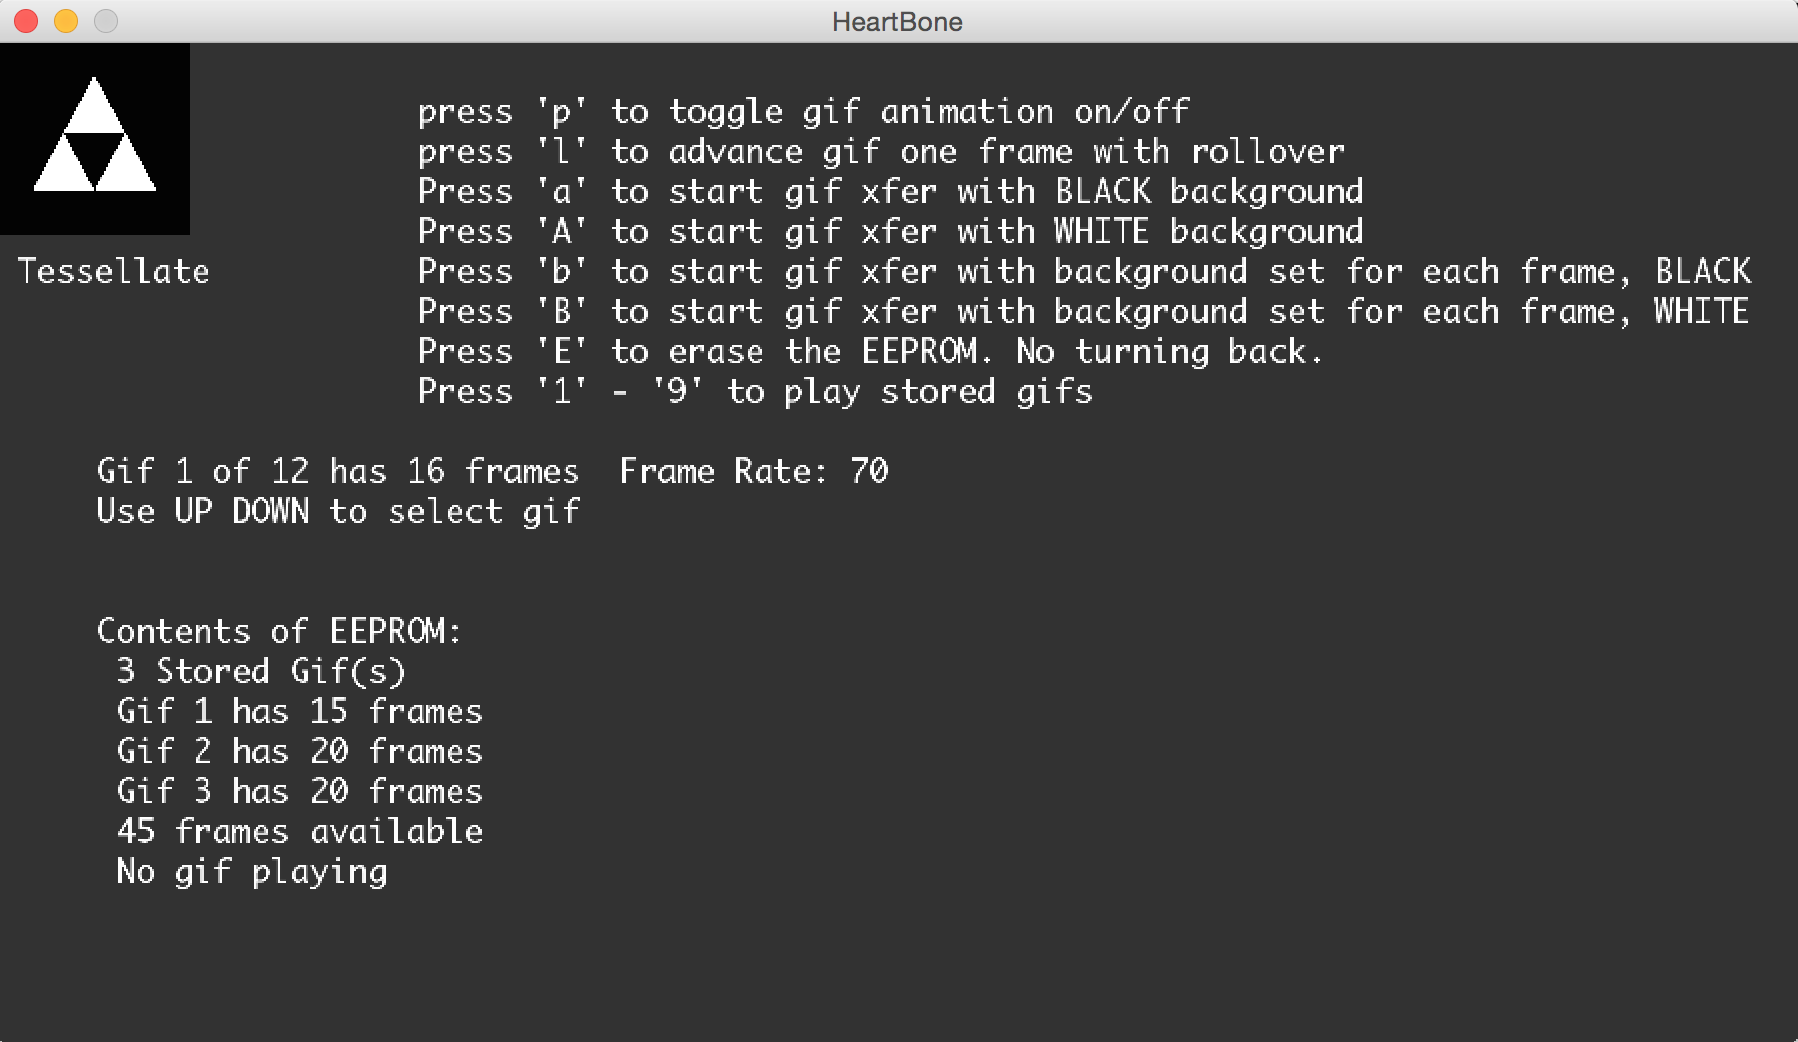 HeartBone
press 'p' to toggle gif animation on/off
press 'l' to advance gif one frame with rollover
Press 'a' to start gif xfer with BLACK background
Press 'A' to start gif xfer with WHITE background
Tessellate
Press 'b' to start gif xfer with background set for each frame, BLACK
Press 'B' to start gif xfer with background set for each frame, WHITE
Press 'E' to erase the EEPROM. No turning back.
Press '1' - '9' to play stored gifs
Gif 1 of 12 has 16 frames  Frame Rate: 70
Use UP DOWN to select gif
Contents of EEPROM:
3 Stored Gif(s)
Gif 1 has 15 frames
Gif 2 has 20 frames
Gif 3 has 20 frames
45 frames available
No gif playing